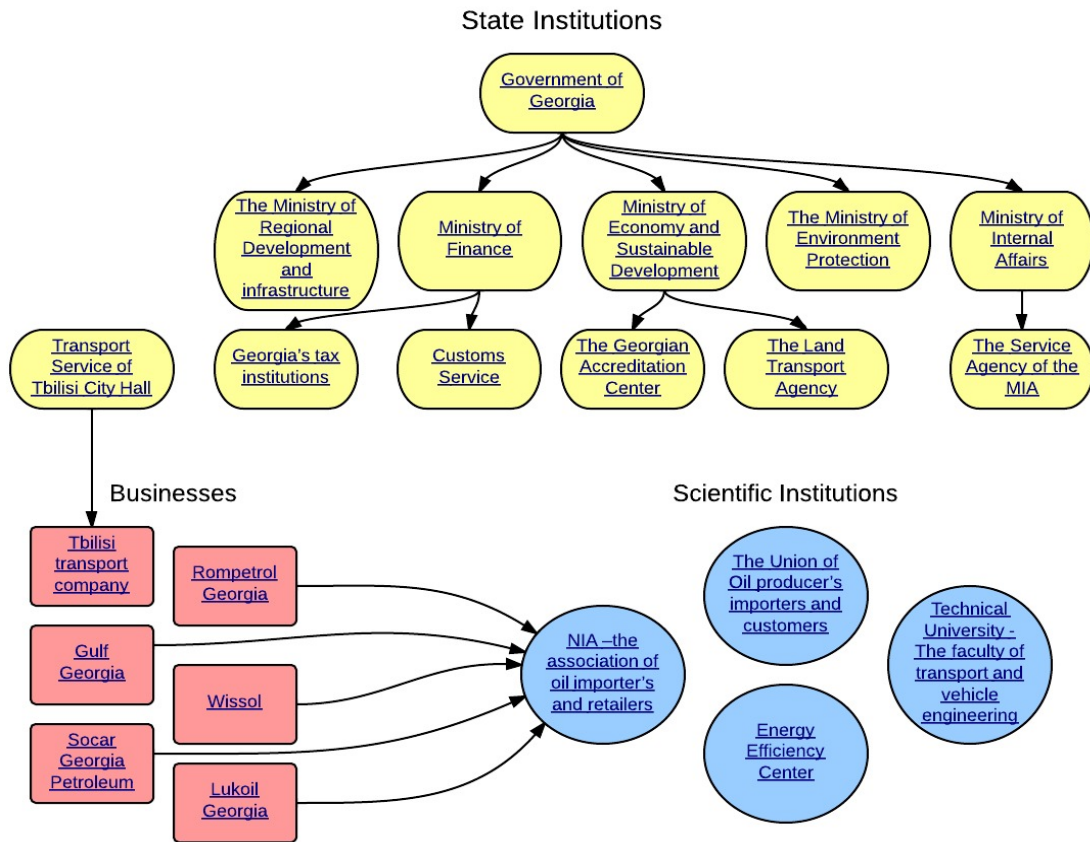 State Institutions
Government of
Georgia
The Ministry of
Regional
Development
and
infrastructure
Ministry of
Finance
Ministry of
Economy and
Sustainable
Development
The Ministry of
Environment
Protection
Ministry of
Internal
Affairs
Transport
Service of
Tbilisi City Hall
Georgia's tax
institutions
Customs
Service
The Georgian
Accreditation
Center
The Land
Transport
Agency
The Service
Agency of the
MIA
Businesses
Scientific Institutions
Tbilisi
transport
company
Rompetrol
Georgia
Gulf
Georgia
Wissol
Socar
Georgia
Petroleum
Lukoil
Georgia
NIA –the
association of
oil importer's
and retailers
The Union of
Oil producer's
importers and
customers
Technical
University -
The faculty of
transport and
vehicle
engineering
Energy
Efficiency
Center